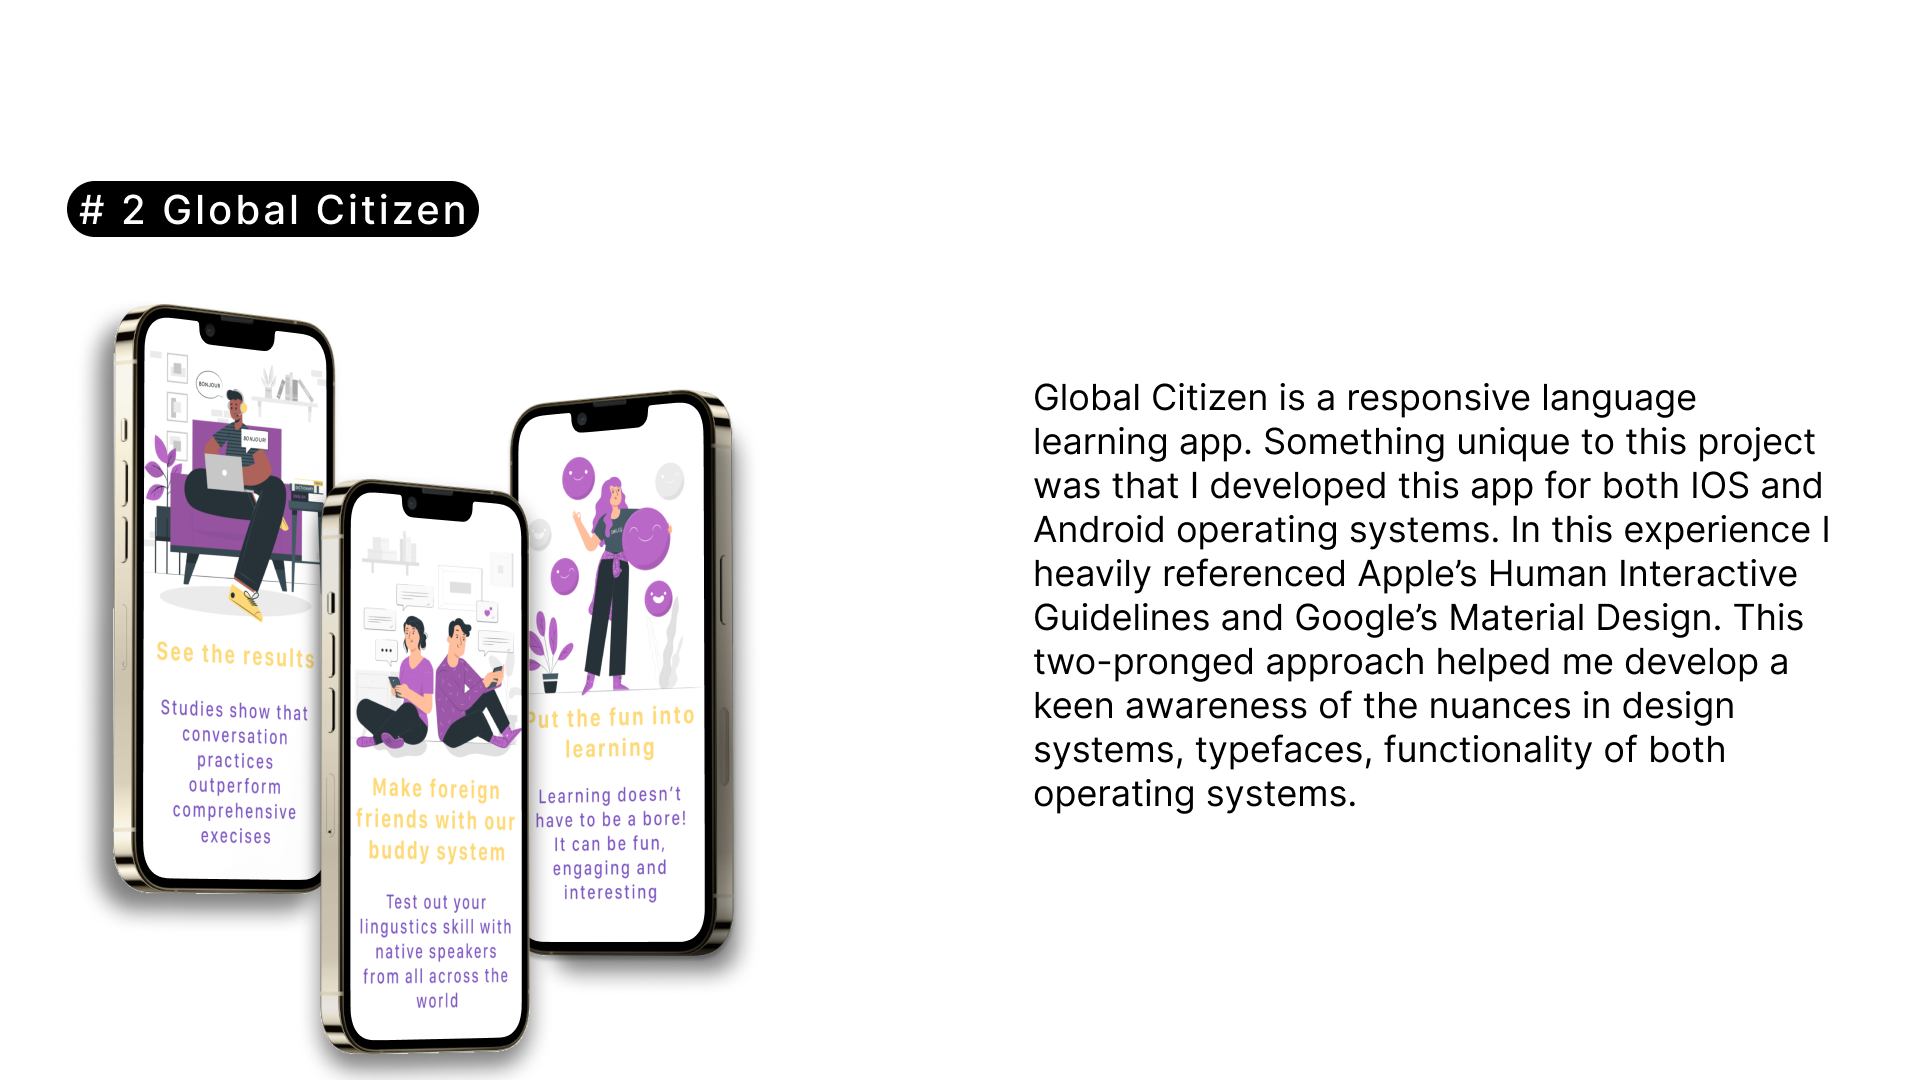 # 2 Global Citizen
BONJOUR
BONJOUR!
See the results
Studies show that
conversation
practices
outperform
comprehensive
execises
Make foreign
friends with our
buddy system
Test out your
lingustics skill with
native speakers
from all across the
world
Put the fun into
learning
Learning doesn't
have to be a bore!
It can be fun,
engaging and
interesting
Global Citizen is a responsive language
learning app. Something unique to this project
was that I developed this app for both IOS and
Android operating systems. In this experience I
heavily referenced Apple’s Human Interactive
Guidelines and Google’s Material Design. This
two-pronged approach helped me develop a
keen awareness of the nuances in design
systems, typefaces, functionality of both
operating systems.